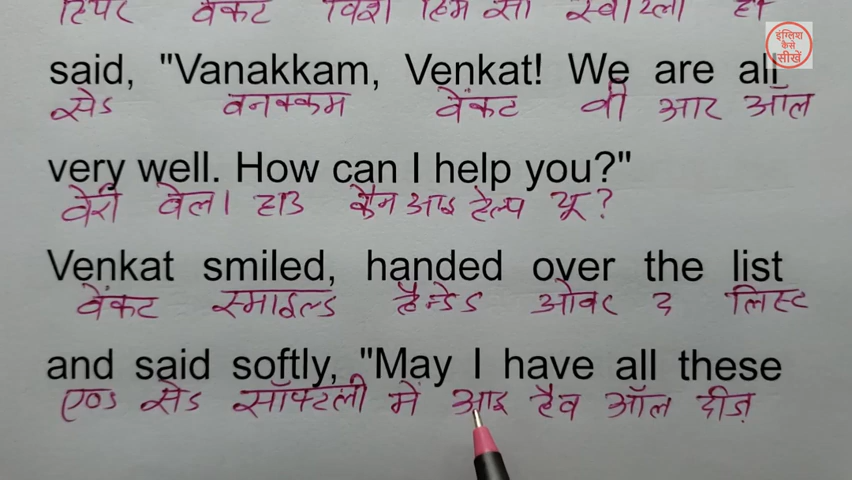 इंग्लिश
कैसे
सीखें
said, "Vanakkam, Venkat! We are all
सेड वनक्कम वेंकट वी आर ऑल
very well. How can I help you?"
वेरी वेल। हाउ कैन आइ हेल्प यू?
Venkat smiled, handed over the list
वेंकट स्माइल्ड हैन्डेड ओवर द लिस्ट
and said softly, "May I have all these
एण्ड सेड सॉफ्टली में आइ हैव ऑल दीज़